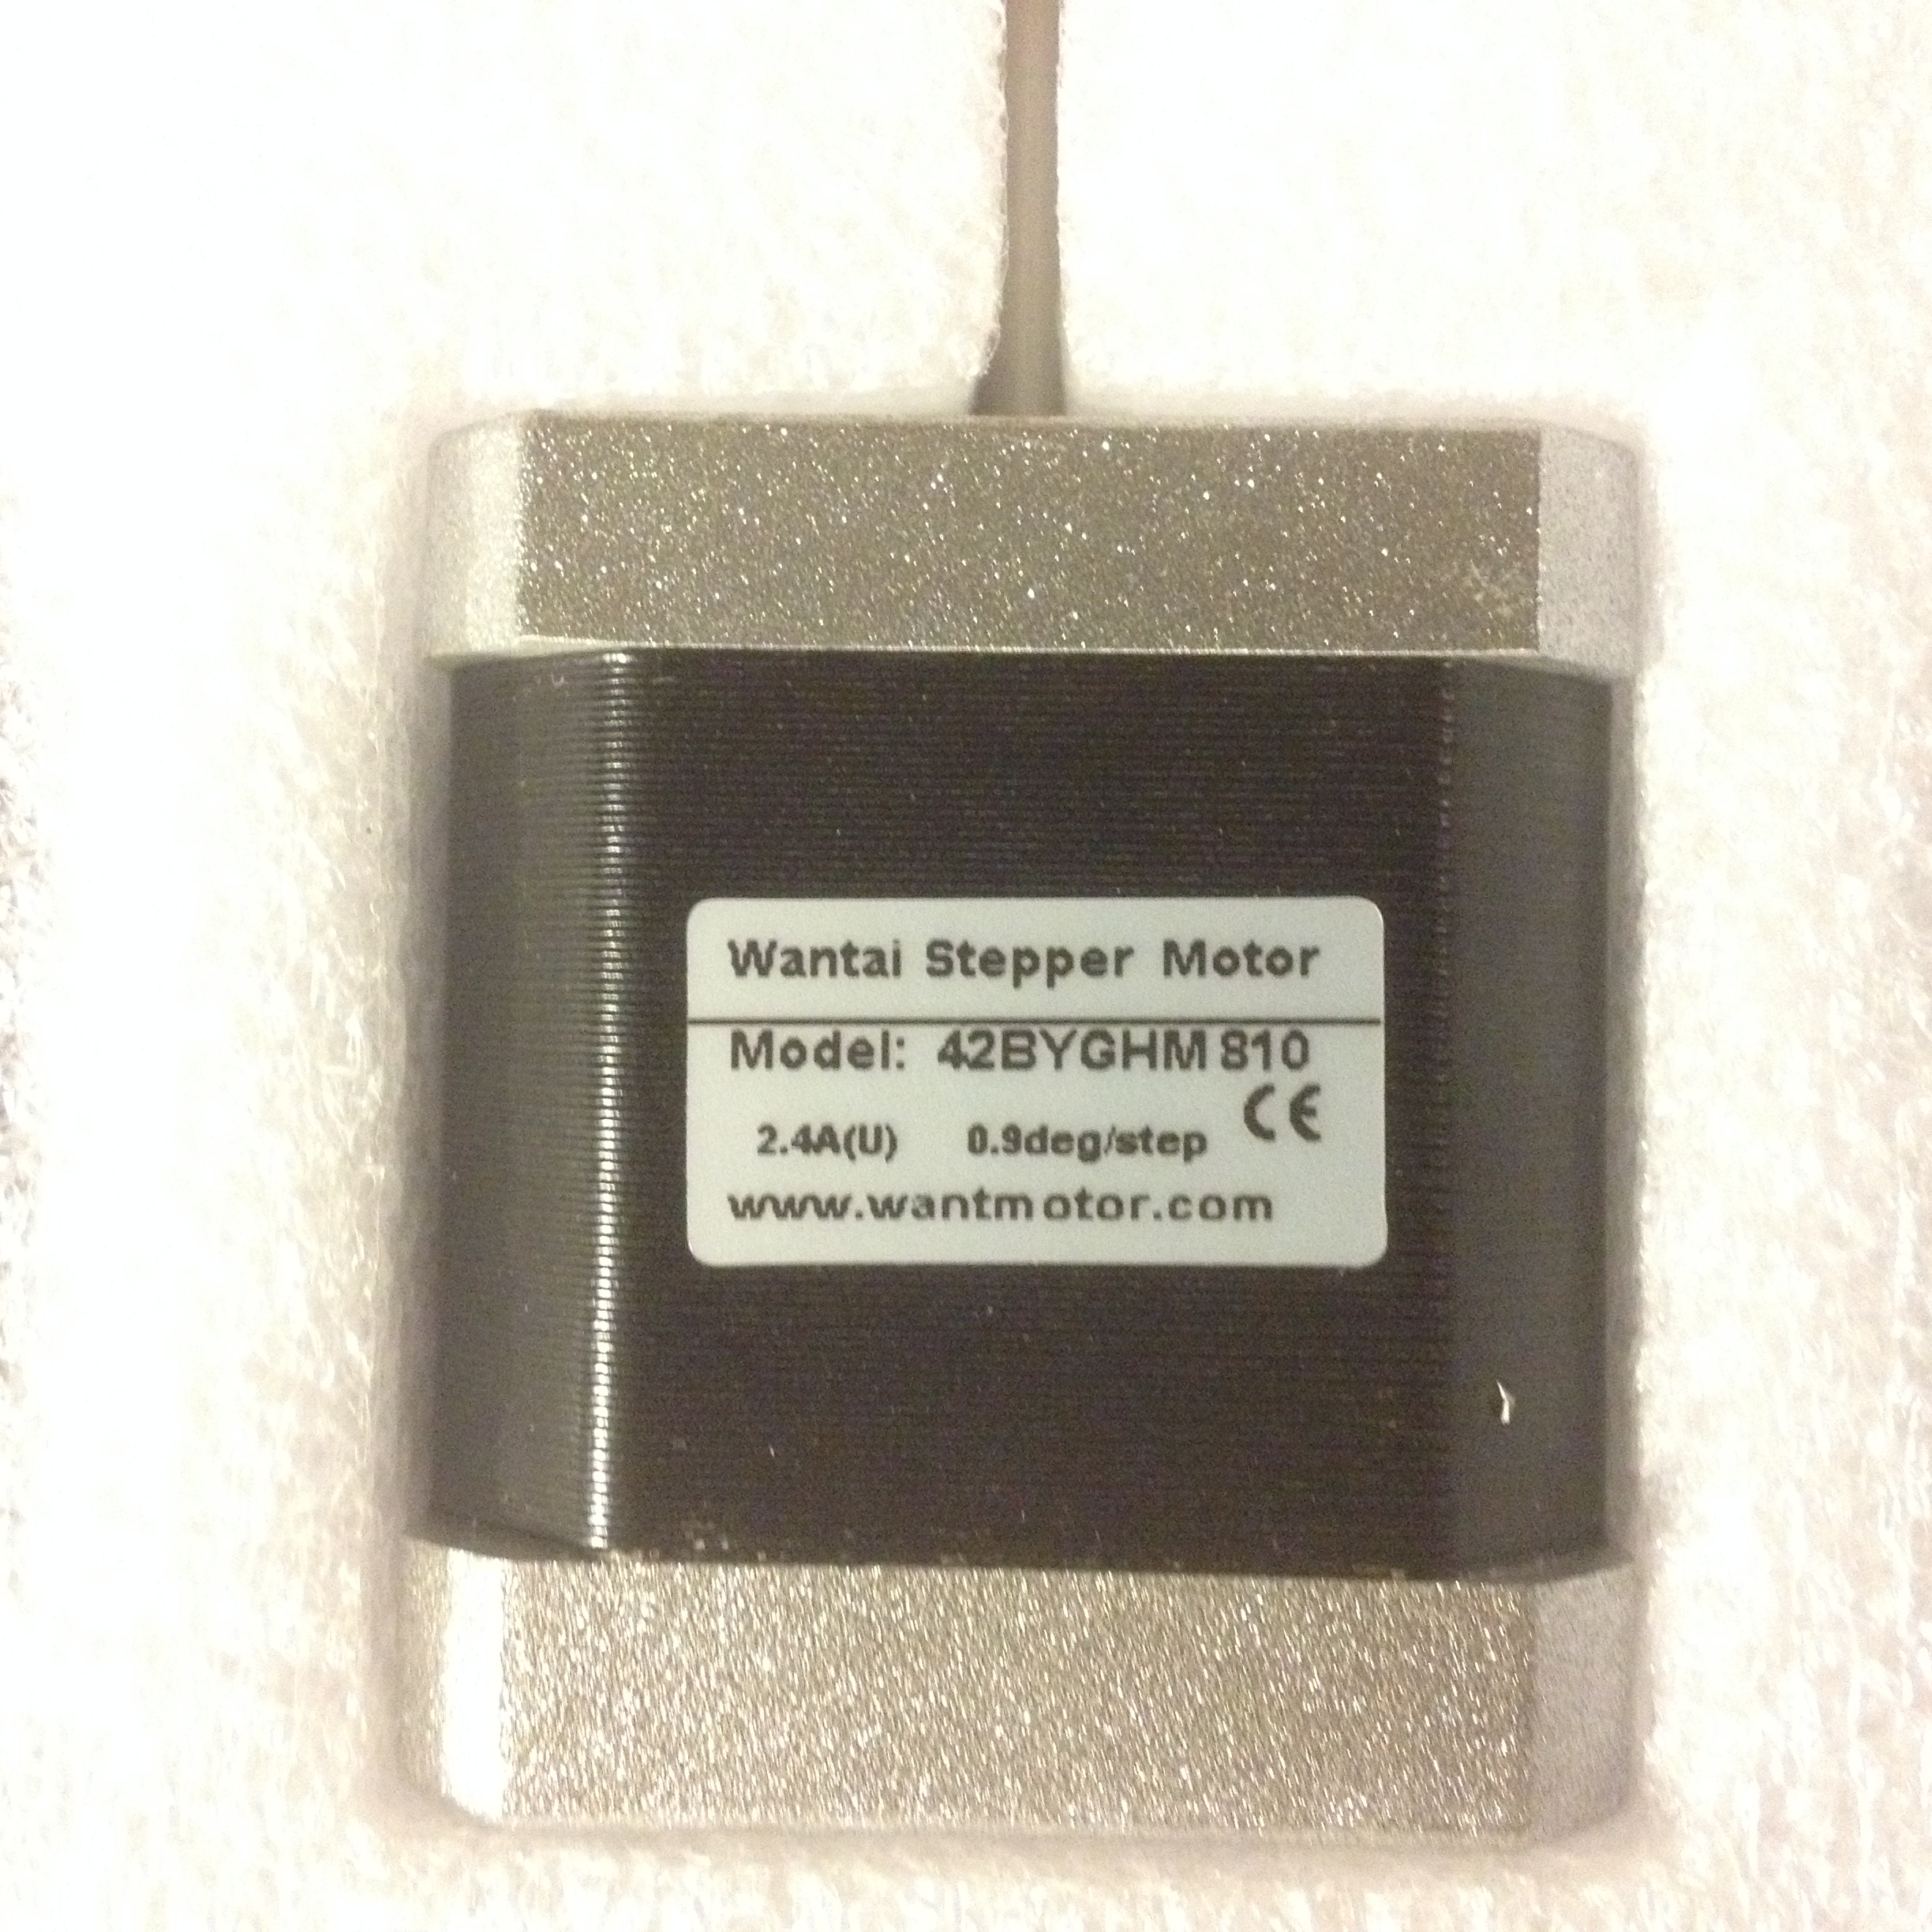 Wantai Stepper Motor
Model: 42BYGHM810
CE
2.4A(U) 0.9deg/step
www.wantmotor.com